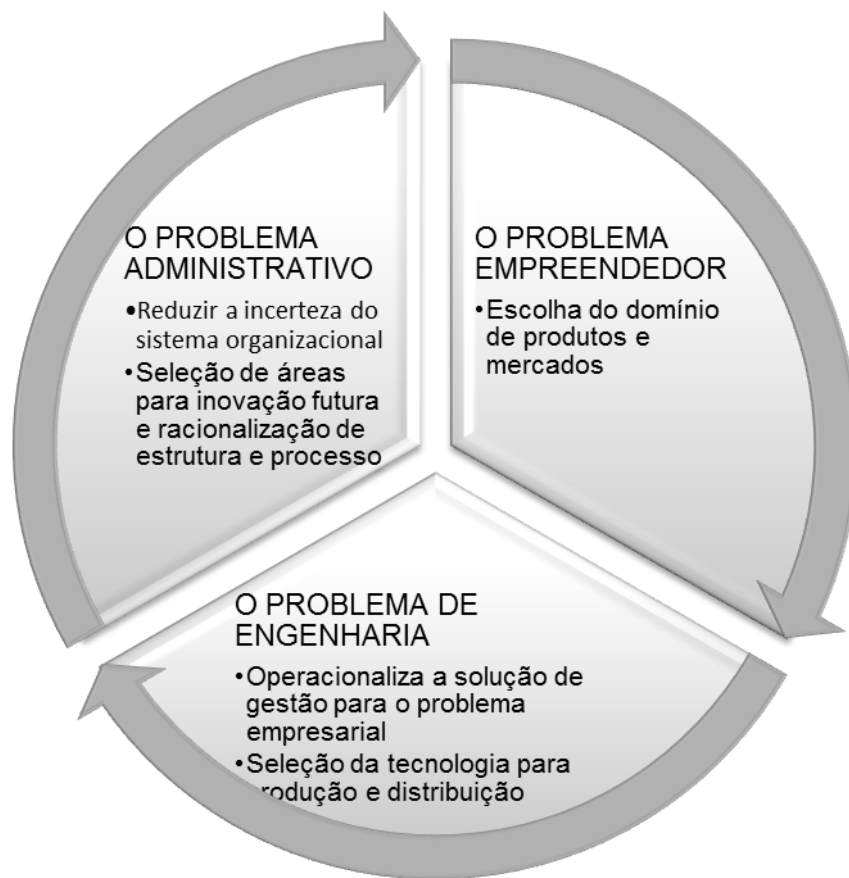 O PROBLEMA
ADMINISTRATIVO
•Reduzir a incerteza do
sistema organizacional
•Seleção de áreas
para inovação futura
e racionalização de
estrutura e processo
O PROBLEMA
EMPREENDEDOR
•Escolha do domínio
de produtos e
mercados
O PROBLEMA DE
ENGENHARIA
•Operacionaliza a solução de
gestão para o problema
empresarial
•Seleção da tecnologia para
produção e distribuição